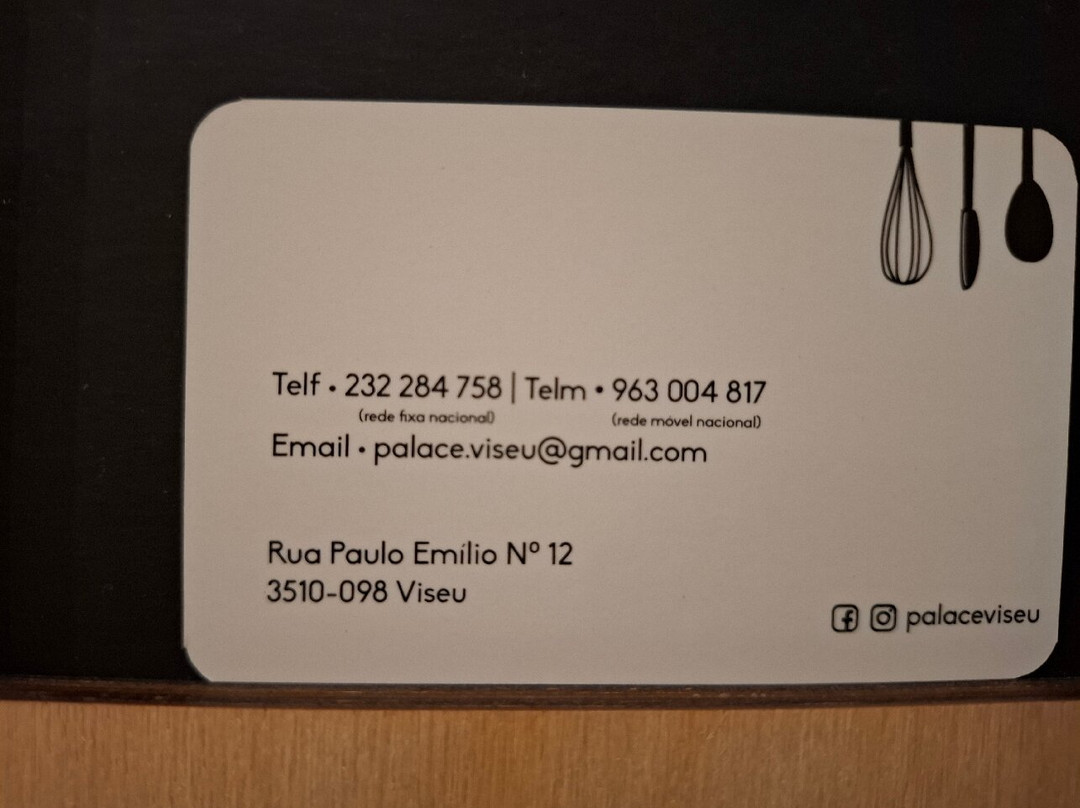 Telf • 232 284 758 | Telm • 963 004 817
(rede fixa nacional) (rede móvel nacional)
Email • palace.viseu@gmail.com
Rua Paulo Emílio Nº 12
3510-098 Viseu
palaceviseu